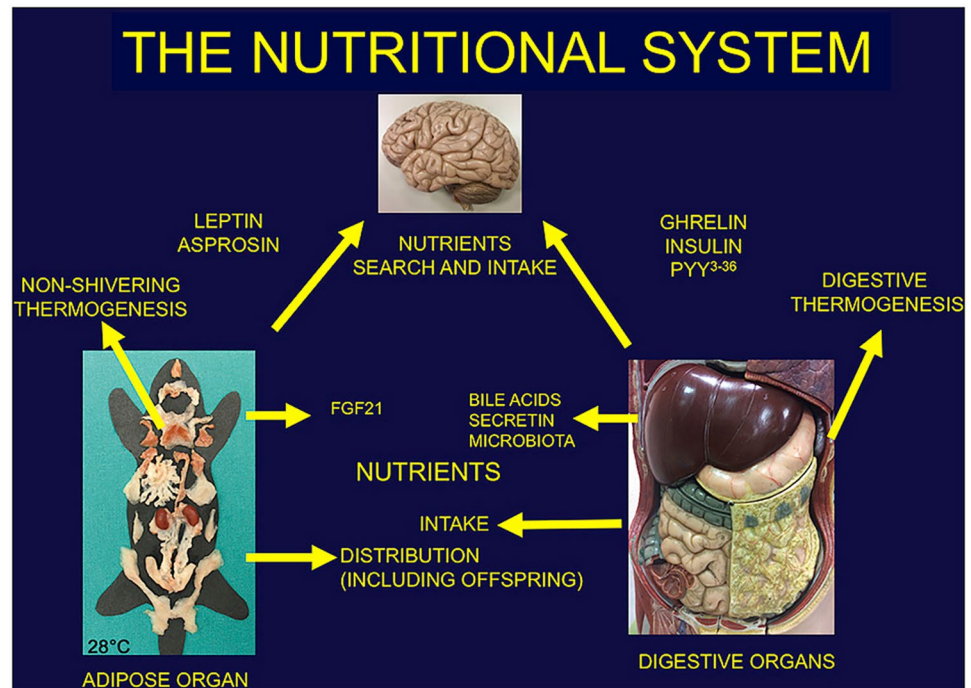 THE NUTRITIONAL SYSTEM
LEPTIN
ASPROSIN
NUTRIENTS
SEARCH AND INTAKE
GHRELIN
INSULIN
PYY³⁻³⁶
NON-SHIVERING
THERMOGENESIS
DIGESTIVE
THERMOGENESIS
FGF21
BILE ACIDS
SECRETIN
MICROBIOTA
NUTRIENTS
INTAKE
DISTRIBUTION
(INCLUDING OFFSPRING)
28°C
ADIPOSE ORGAN
DIGESTIVE ORGANS